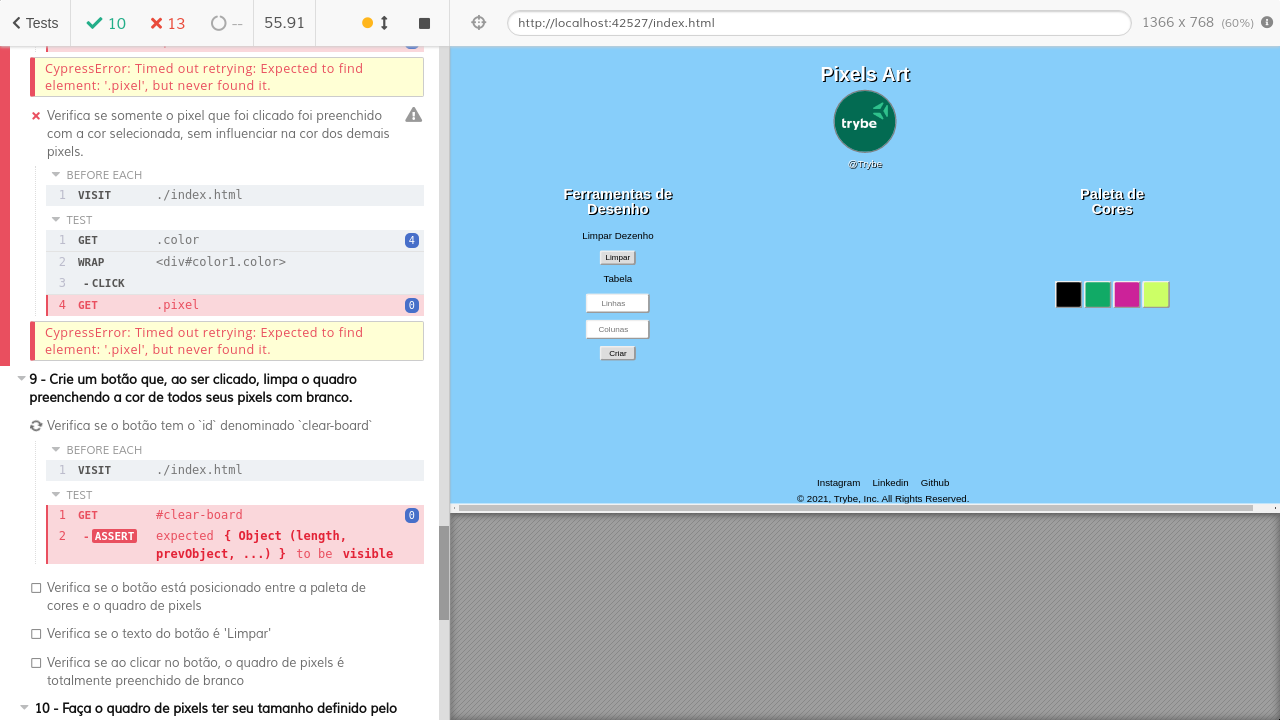 Tests
10
13
--
55.91
http://localhost:42527/index.html
1366 x 768 (60%)
CypressError: Timed out retrying: Expected to find
element: '.pixel', but never found it.
Verifica se somente o pixel que foi clicado foi preenchido
com a cor selecionada, sem influenciar na cor dos demais
pixels.
BEFORE EACH
1 VISIT ./index.html
TEST
1 GET .color 4
2 WRAP <div#color1.color>
3 -CLICK
4 GET .pixel 0
CypressError: Timed out retrying: Expected to find
element: '.pixel', but never found it.
9 - Crie um botão que, ao ser clicado, limpa o quadro
preenchendo a cor de todos seus pixels com branco.
Verifica se o botão tem o `id` denominado `clear-board`
BEFORE EACH
1 VISIT ./index.html
TEST
1 GET #clear-board 0
2 -ASSERT expected { Object (length,
prevObject, ...) } to be visible
Verifica se o botão está posicionado entre a paleta de
cores e o quadro de pixels
Verifica se o texto do botão é 'Limpar'
Verifica se ao clicar no botão, o quadro de pixels é
totalmente preenchido de branco
10 - Faça o quadro de pixels ter seu tamanho definido pelo
Pixels Art
trybe
@Trybe
Ferramentas de
Desenho
Limpar Dezenho
Limpar
Tabela
Linhas
Colunas
Criar
Paleta de
Cores
Instagram Linkedin Github
© 2021, Trybe, Inc. All Rights Reserved.